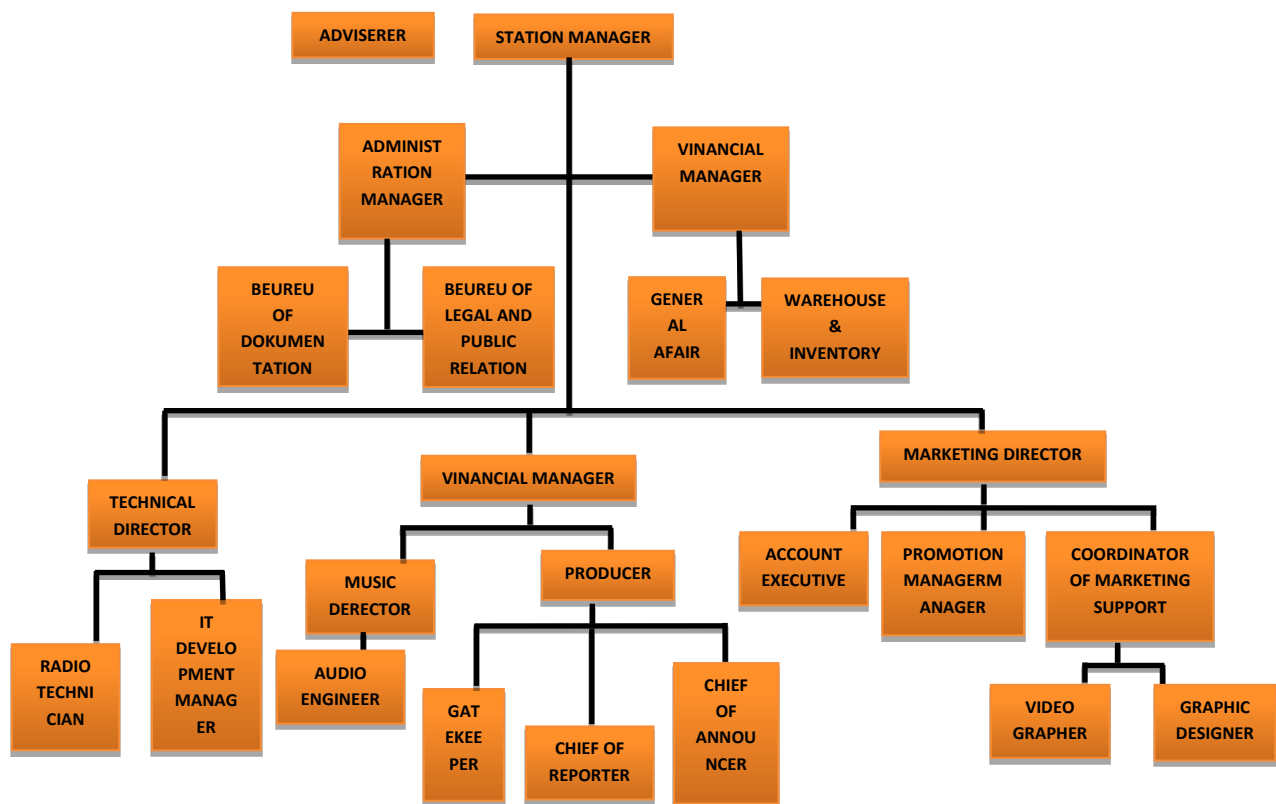 ADVISERER
STATION MANAGER
ADMINIST
RATION
MANAGER
VINANCIAL
MANAGER
BEUREU
OF
DOKUMEN
TATION
BEUREU OF
LEGAL AND
PUBLIC
RELATION
GENER
AL
AFAIR
WAREHOUSE
&
INVENTORY
TECHNICAL
DIRECTOR
VINANCIAL MANAGER
MARKETING DIRECTOR
RADIO
TECHNI
CIAN
IT
DEVELO
PMENT
MANAG
ER
MUSIC
DERECTOR
PRODUCER
AUDIO
ENGINEER
GAT
EKEE
PER
CHIEF OF
REPORTER
CHIEF
OF
ANNOU
NCER
ACCOUNT
EXECUTIVE
PROMOTION
MANAGERM
ANAGER
COORDINATOR
OF MARKETING
SUPPORT
VIDEO
GRAPHER
GRAPHIC
DESIGNER